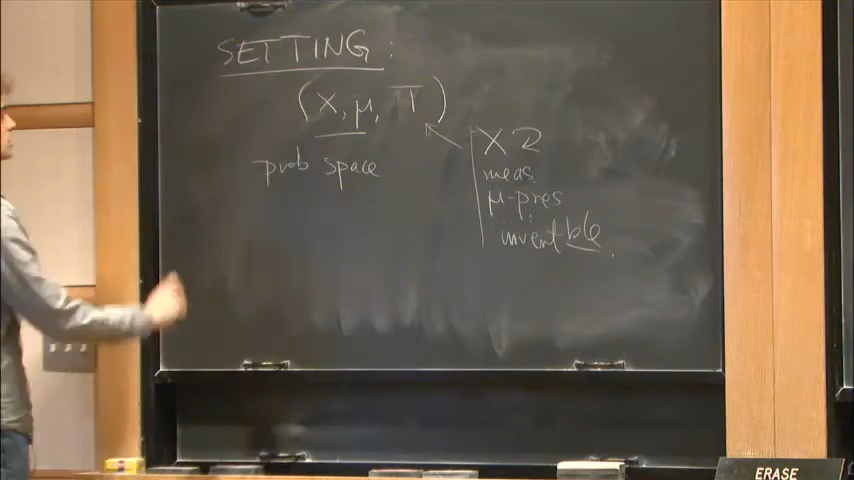 SETTING:
(X, μ, T)
prob space
X ↺
meas.
μ-pres
invertible.
ERASE